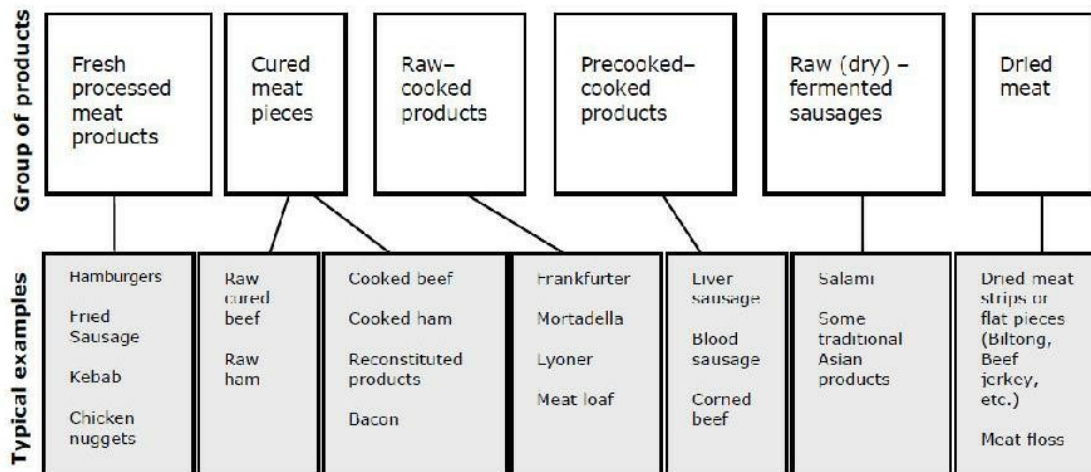 Group of products
Fresh
processed
meat
products
Cured
meat
pieces
Raw–
cooked
products
Precooked–
cooked
products
Raw (dry) –
fermented
sausages
Dried
meat
Typical examples
Hamburgers
Fried
Sausage
Kebab
Chicken
nuggets
Raw
cured
beef
Raw
ham
Cooked beef
Cooked ham
Reconstituted
products
Bacon
Frankfurter
Mortadella
Lyoner
Meat loaf
Liver
sausage
Blood
sausage
Corned
beef
Salami
Some
traditional
Asian
products
Dried meat
strips or
flat pieces
(Biltong,
Beef
jerkey,
etc.)
Meat floss